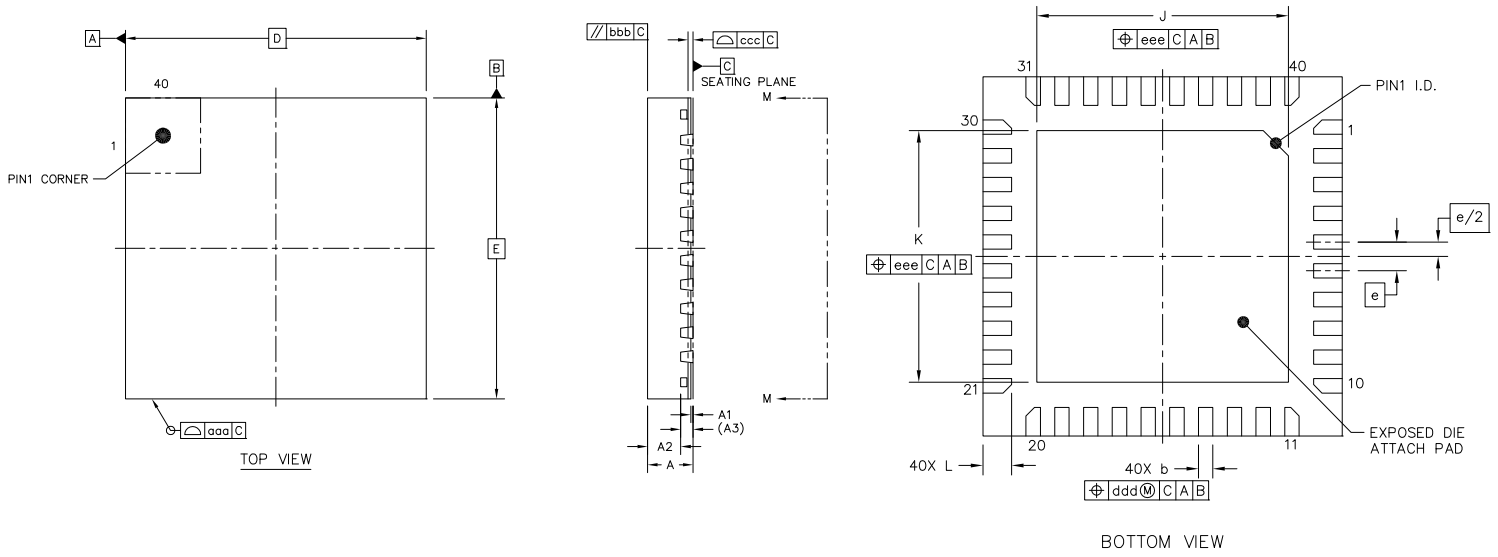 A
D
B
40
1
PIN1 CORNER
E
⌓ aaa C
TOP VIEW
// bbb C
⌓ ccc C
C
SEATING PLANE
M
M
A1
(A3)
A2
A
J
⌖ eee C A B
31
40
PIN1 I.D.
30
1
K
⌖ eee C A B
e/2
e
21
10
20
11
EXPOSED DIE
ATTACH PAD
40X L
40X b
⌖ ddd Ⓜ C A B
BOTTOM VIEW